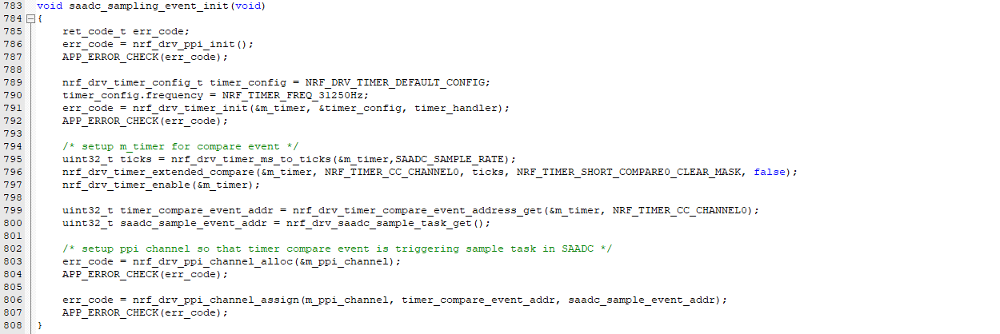 783 void saadc_sampling_event_init(void)
784 {
785     ret_code_t err_code;
786     err_code = nrf_drv_ppi_init();
787     APP_ERROR_CHECK(err_code);
788
789     nrf_drv_timer_config_t timer_config = NRF_DRV_TIMER_DEFAULT_CONFIG;
790     timer_config.frequency = NRF_TIMER_FREQ_31250Hz;
791     err_code = nrf_drv_timer_init(&m_timer, &timer_config, timer_handler);
792     APP_ERROR_CHECK(err_code);
793
794     /* setup m_timer for compare event */
795     uint32_t ticks = nrf_drv_timer_ms_to_ticks(&m_timer,SAADC_SAMPLE_RATE);
796     nrf_drv_timer_extended_compare(&m_timer, NRF_TIMER_CC_CHANNEL0, ticks, NRF_TIMER_SHORT_COMPARE0_CLEAR_MASK, false);
797     nrf_drv_timer_enable(&m_timer);
798
799     uint32_t timer_compare_event_addr = nrf_drv_timer_compare_event_address_get(&m_timer, NRF_TIMER_CC_CHANNEL0);
800     uint32_t saadc_sample_event_addr = nrf_drv_saadc_sample_task_get();
801
802     /* setup ppi channel so that timer compare event is triggering sample task in SAADC */
803     err_code = nrf_drv_ppi_channel_alloc(&m_ppi_channel);
804     APP_ERROR_CHECK(err_code);
805
806     err_code = nrf_drv_ppi_channel_assign(m_ppi_channel, timer_compare_event_addr, saadc_sample_event_addr);
807     APP_ERROR_CHECK(err_code);
808 }